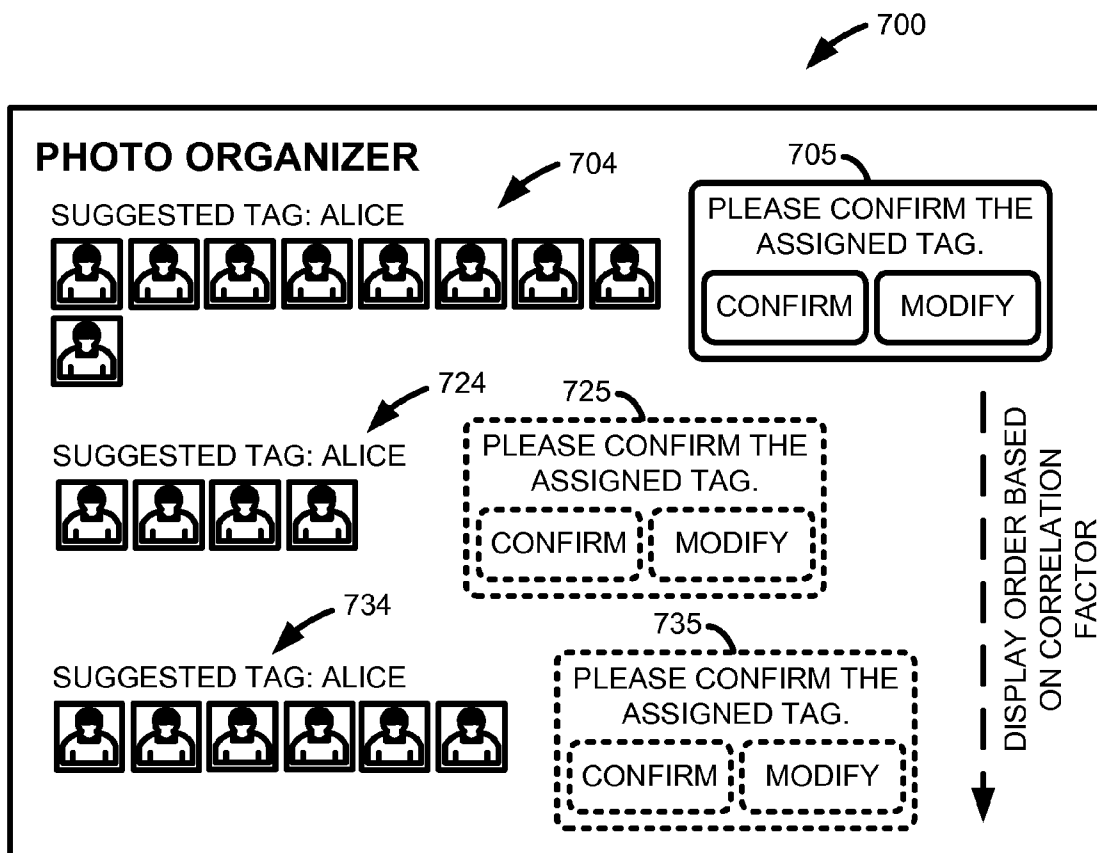 700
PHOTO ORGANIZER
704
705
SUGGESTED TAG: ALICE
PLEASE CONFIRM THE
ASSIGNED TAG.
CONFIRM
MODIFY
724
725
SUGGESTED TAG: ALICE
PLEASE CONFIRM THE
ASSIGNED TAG.
CONFIRM
MODIFY
734
735
SUGGESTED TAG: ALICE
PLEASE CONFIRM THE
ASSIGNED TAG.
CONFIRM
MODIFY
DISPLAY ORDER BASED
ON CORRELATION
FACTOR